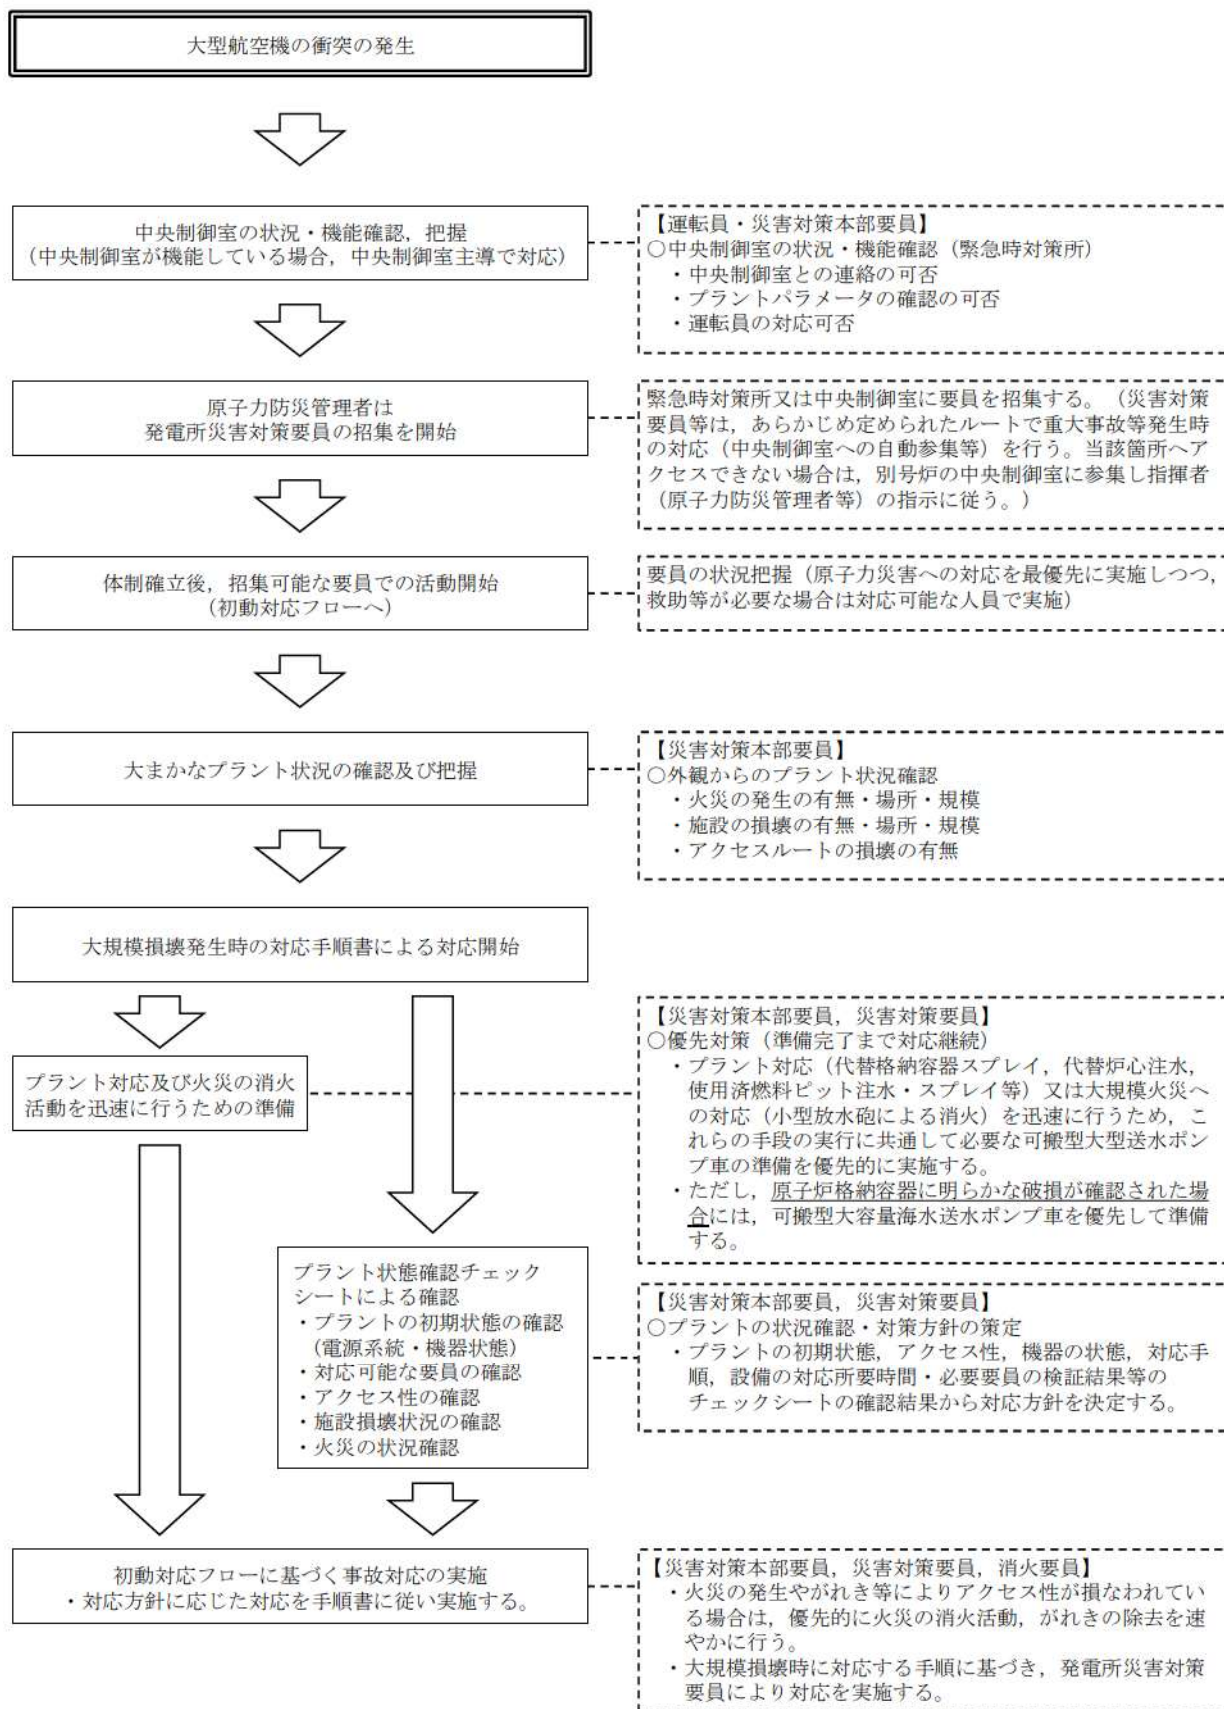 大型航空機の衝突の発生
中央制御室の状況・機能確認，把握
（中央制御室が機能している場合，中央制御室主導で対応）
【運転員・災害対策本部要員】
○中央制御室の状況・機能確認（緊急時対策所）
・中央制御室との連絡の可否
・プラントパラメータの確認の可否
・運転員の対応可否
原子力防災管理者は
発電所災害対策要員の招集を開始
緊急時対策所又は中央制御室に要員を招集する。（災害対策
要員等は，あらかじめ定められたルートで重大事故等発生時
の対応（中央制御室への自動参集等）を行う。当該箇所へア
クセスできない場合は，別号炉の中央制御室に参集し指揮者
（原子力防災管理者等）の指示に従う。）
体制確立後，招集可能な要員での活動開始
（初動対応フローへ）
要員の状況把握（原子力災害への対応を最優先に実施しつつ，
救助等が必要な場合は対応可能な人員で実施）
大まかなプラント状況の確認及び把握
【災害対策本部要員】
○外観からのプラント状況確認
・火災の発生の有無・場所・規模
・施設の損壊の有無・場所・規模
・アクセスルートの損壊の有無
大規模損壊発生時の対応手順書による対応開始
プラント対応及び火災の消火
活動を迅速に行うための準備
【災害対策本部要員，災害対策要員】
○優先対策（準備完了まで対応継続）
・プラント対応（代替格納容器スプレイ，代替炉心注水，
使用済燃料ピット注水・スプレイ等）又は大規模火災へ
の対応（小型放水砲による消火）を迅速に行うため，こ
れらの手段の実行に共通して必要な可搬型大型送水ポン
プ車の準備を優先的に実施する。
・ただし，原子炉格納容器に明らかな破損が確認された場
合には，可搬型大容量海水送水ポンプ車を優先して準備
する。
プラント状態確認チェック
シートによる確認
・プラントの初期状態の確認
（電源系統・機器状態）
・対応可能な要員の確認
・アクセス性の確認
・施設損壊状況の確認
・火災の状況確認
【災害対策本部要員，災害対策要員】
○プラントの状況確認・対策方針の策定
・プラントの初期状態，アクセス性，機器の状態，対応手
順，設備の対応所要時間・必要要員の検証結果等の
チェックシートの確認結果から対応方針を決定する。
初動対応フローに基づく事故対応の実施
・対応方針に応じた対応を手順書に従い実施する。
【災害対策本部要員，災害対策要員，消火要員】
・火災の発生やがれき等によりアクセス性が損なわれてい
る場合は，優先的に火災の消火活動，がれきの除去を速
やかに行う。
・大規模損壊時に対応する手順に基づき，発電所災害対策
要員により対応を実施する。